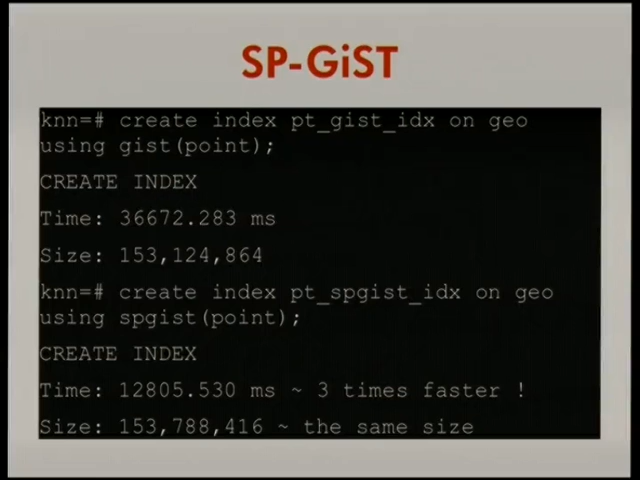 SP-GiST
knn=# create index pt_gist_idx on geo
using gist(point);
CREATE INDEX
Time: 36672.283 ms
Size: 153,124,864
knn=# create index pt_spgist_idx on geo
using spgist(point);
CREATE INDEX
Time: 12805.530 ms ~ 3 times faster !
Size: 153,788,416 ~ the same size